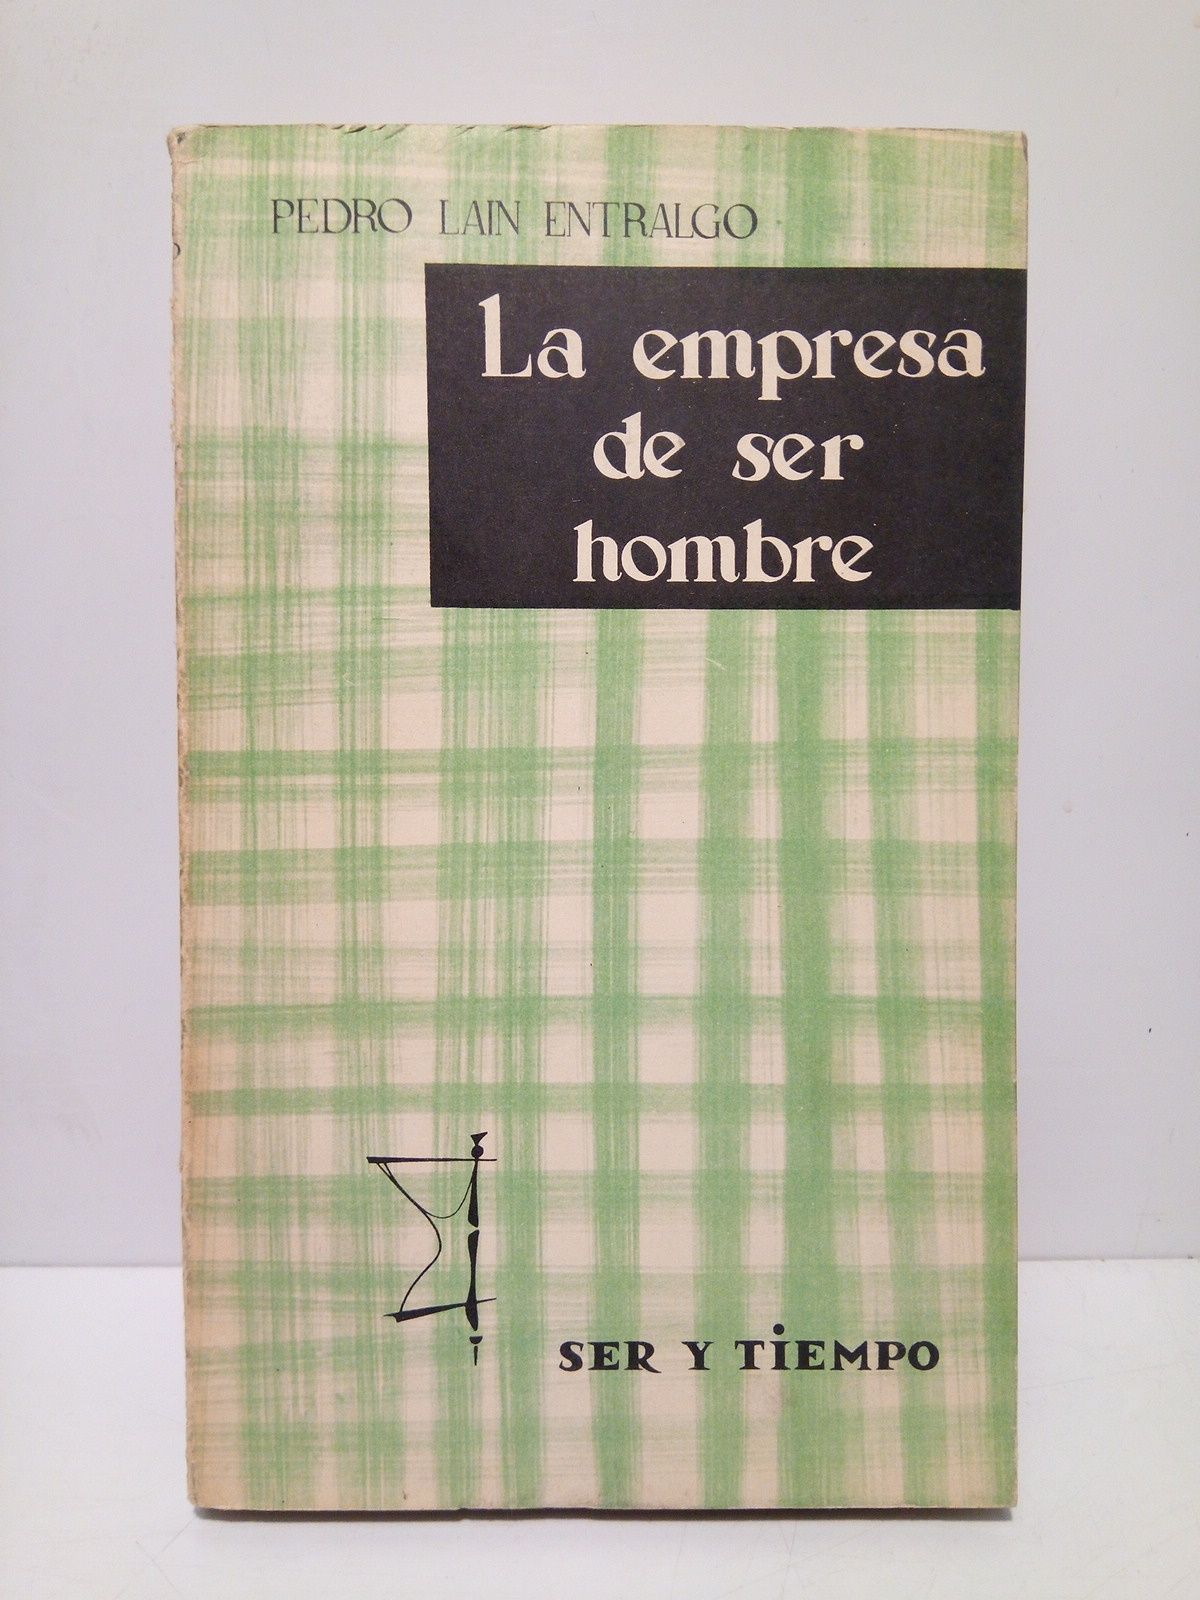 PEDRO LAIN ENTRALGO
La empresa
de ser
hombre
SER Y TIEMPO